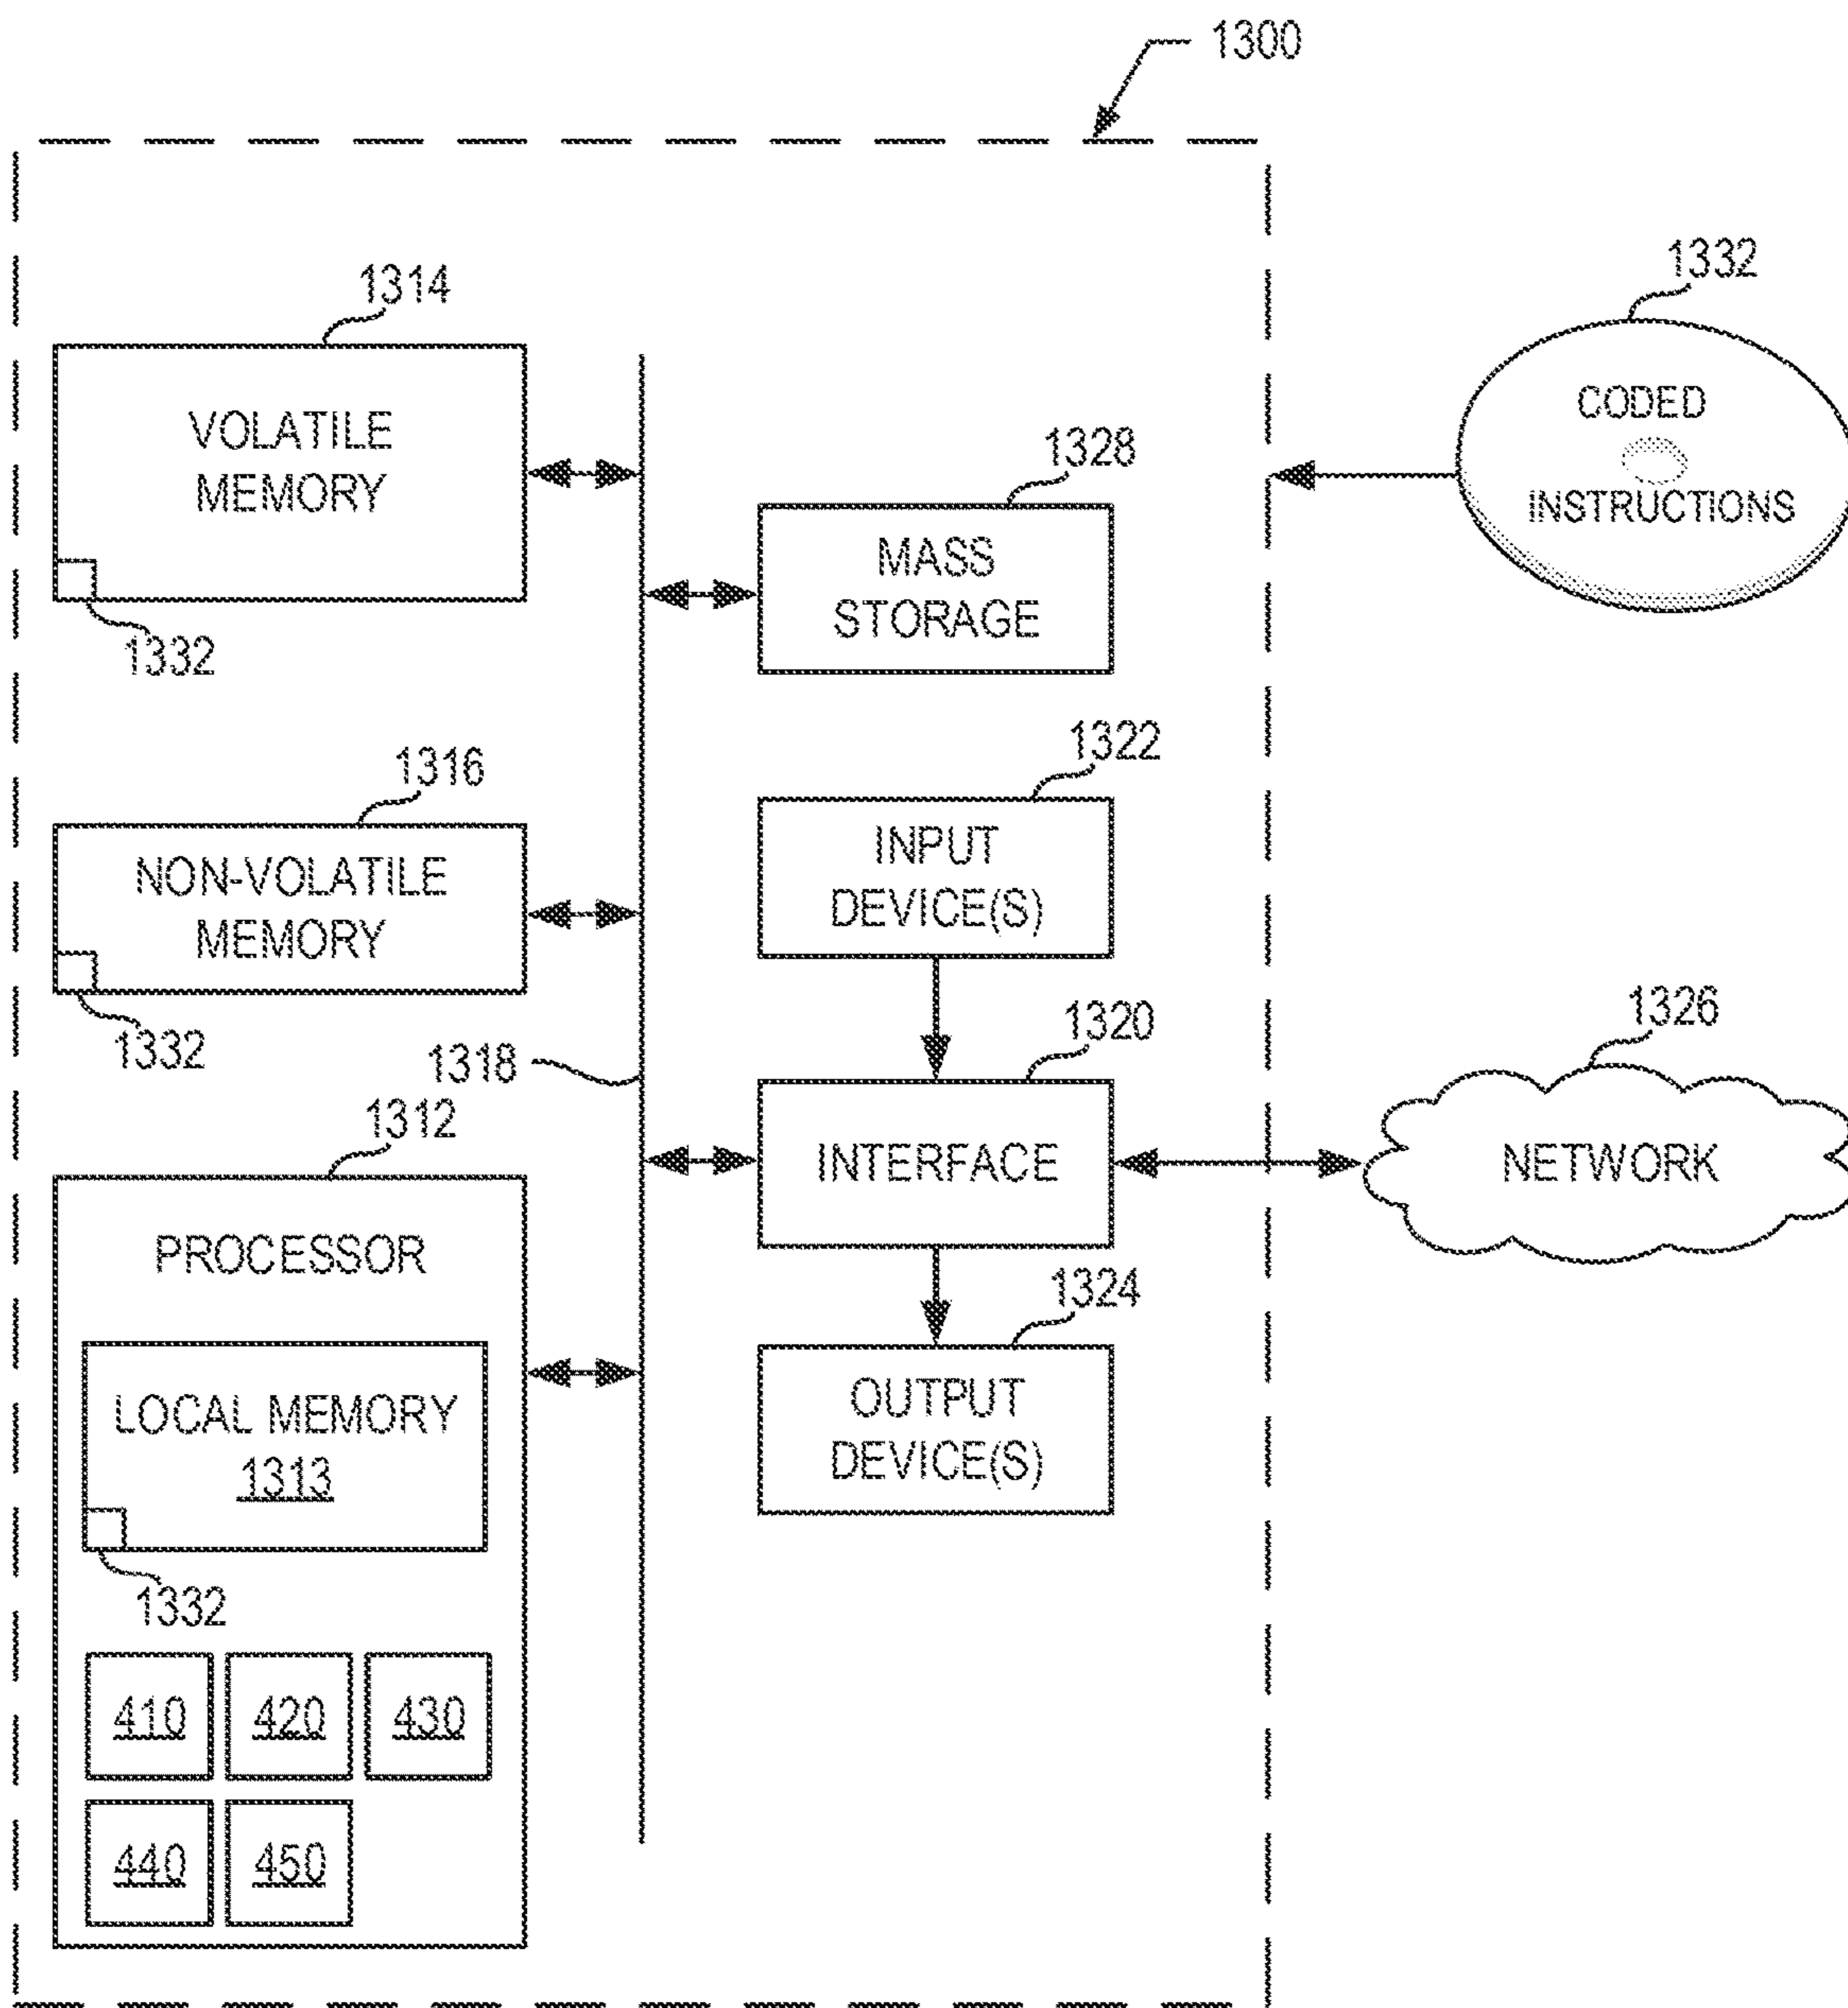 1300
1314
VOLATILE
MEMORY
1332
1328
MASS
STORAGE
1332
CODED
INSTRUCTIONS
1316
NON-VOLATILE
MEMORY
1332
1322
INPUT
DEVICE(S)
1318
1320
INTERFACE
1326
NETWORK
1312
PROCESSOR
LOCAL MEMORY
1313
1332
1324
OUTPUT
DEVICE(S)
410 420 430
440 450